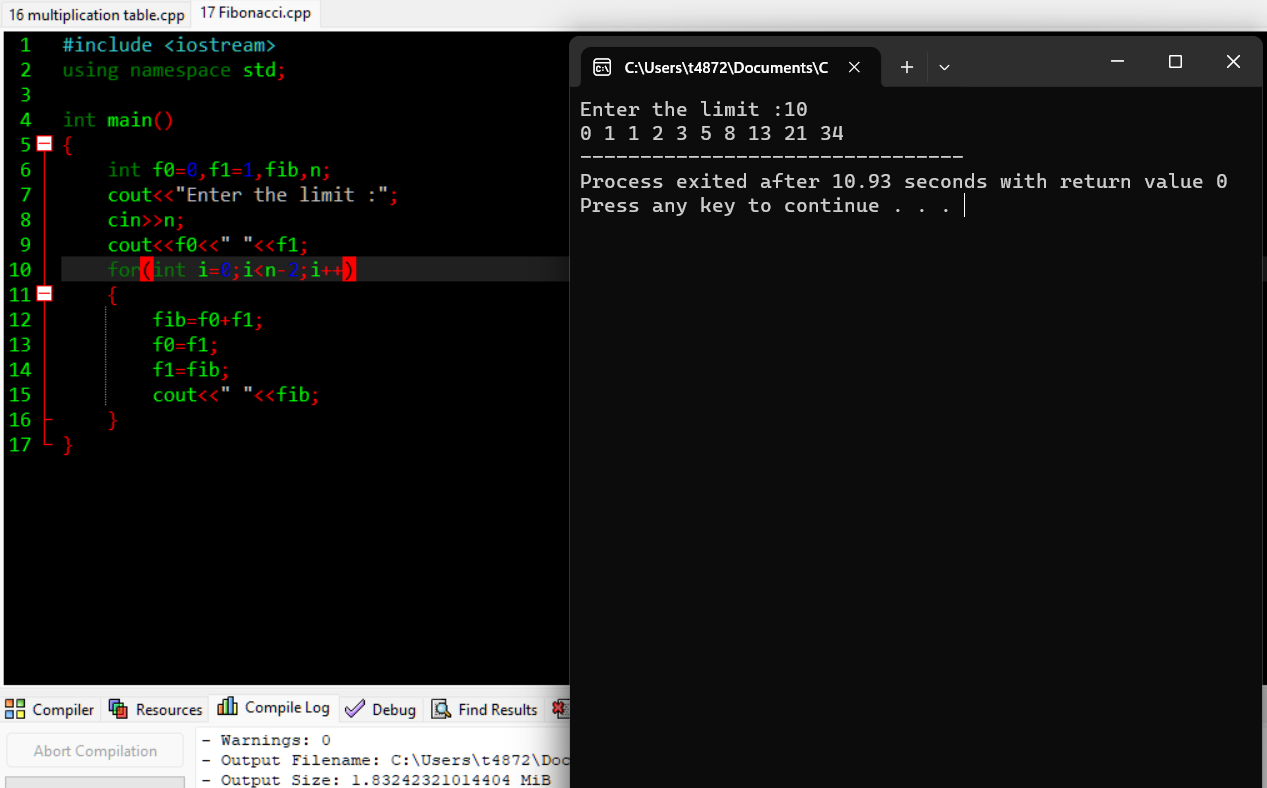 16 multiplication table.cpp 17 Fibonacci.cpp
1 #include <iostream>
2 using namespace std;
3
4 int main()
5 {
6 int f0=0,f1=1,fib,n;
7 cout<<"Enter the limit :";
8 cin>>n;
9 cout<<f0<<" "<<f1;
10 for(int i=0;i<n-2;i++)
11 {
12 fib=f0+f1;
13 f0=f1;
14 f1=fib;
15 cout<<" "<<fib;
16 }
17 }
C:\Users\t4872\Documents\C
Enter the limit :10
0 1 1 2 3 5 8 13 21 34
--------------------------------
Process exited after 10.93 seconds with return value 0
Press any key to continue . . .
Compiler Resources Compile Log Debug Find Results
Abort Compilation
- Warnings: 0
- Output Filename: C:\Users\t4872\Doc
- Output Size: 1.83242321014404 MiB